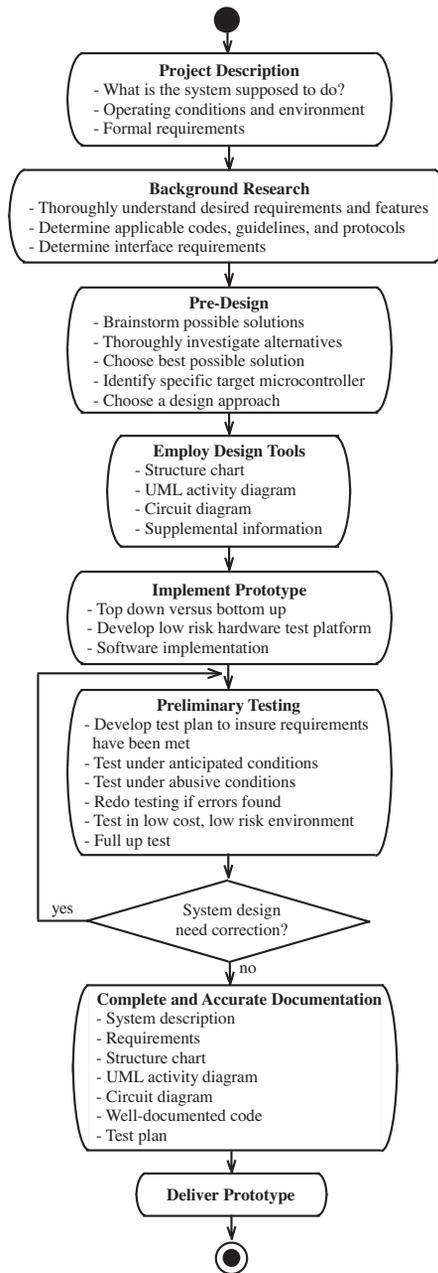 Project Description
- What is the system supposed to do?
- Operating conditions and environment
- Formal requirements
Background Research
- Thoroughly understand desired requirements and features
- Determine applicable codes, guidelines, and protocols
- Determine interface requirements
Pre-Design
- Brainstorm possible solutions
- Thoroughly investigate alternatives
- Choose best possible solution
- Identify specific target microcontroller
- Choose a design approach
Employ Design Tools
- Structure chart
- UML activity diagram
- Circuit diagram
- Supplemental information
Implement Prototype
- Top down versus bottom up
- Develop low risk hardware test platform
- Software implementation
Preliminary Testing
- Develop test plan to insure requirements
have been met
- Test under anticipated conditions
- Test under abusive conditions
- Redo testing if errors found
- Test in low cost, low risk environment
- Full up test
yes
System design
need correction?
no
Complete and Accurate Documentation
- System description
- Requirements
- Structure chart
- UML activity diagram
- Circuit diagram
- Well-documented code
- Test plan
Deliver Prototype